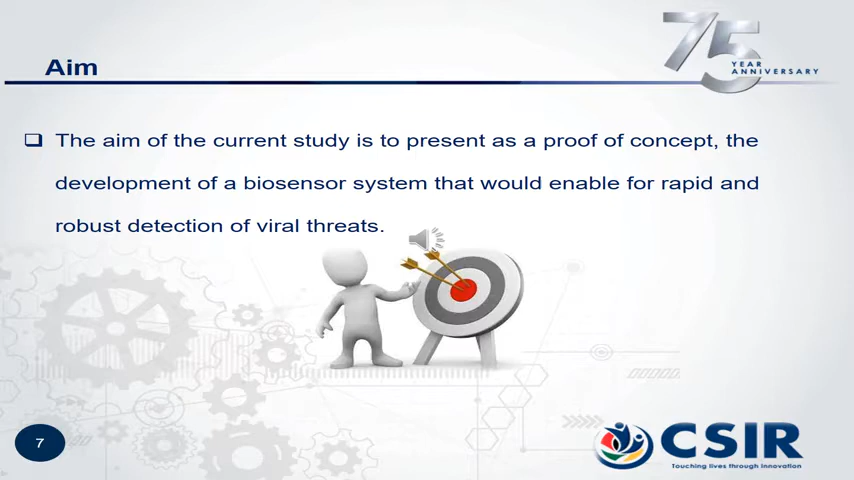 75
YEAR
ANNIVERSARY
Aim
The aim of the current study is to present as a proof of concept, the
development of a biosensor system that would enable for rapid and
robust detection of viral threats.
7
CSIR
Touching lives through innovation